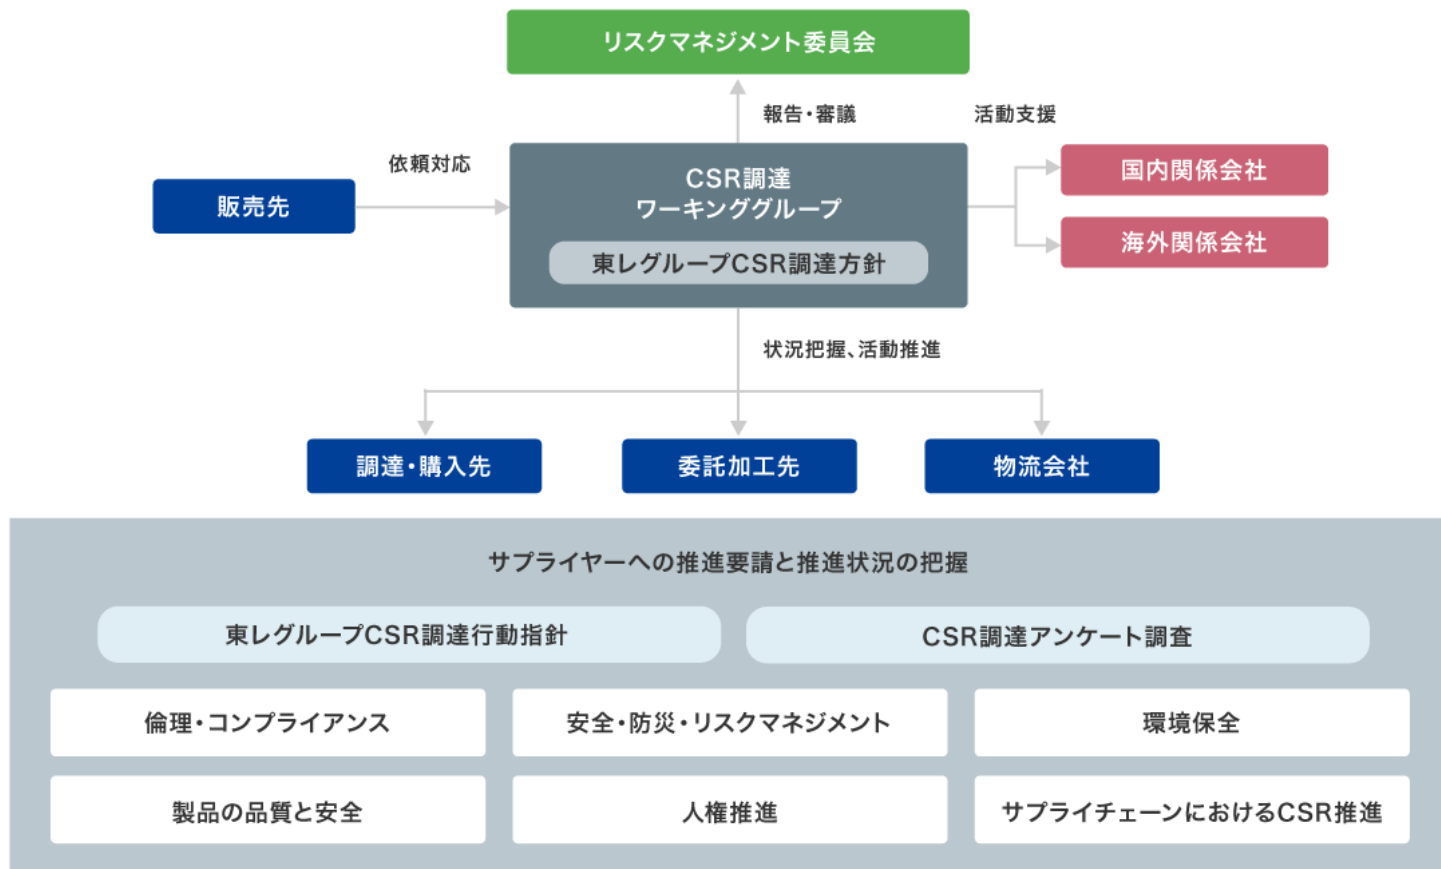 リスクマネジメント委員会
報告・審議
活動支援
依頼対応
販売先
CSR調達
ワーキンググループ
東レグループCSR調達方針
国内関係会社
海外関係会社
状況把握、活動推進
調達・購入先
委託加工先
物流会社
サプライヤーへの推進要請と推進状況の把握
東レグループCSR調達行動指針
CSR調達アンケート調査
倫理・コンプライアンス
安全・防災・リスクマネジメント
環境保全
製品の品質と安全
人権推進
サプライチェーンにおけるCSR推進